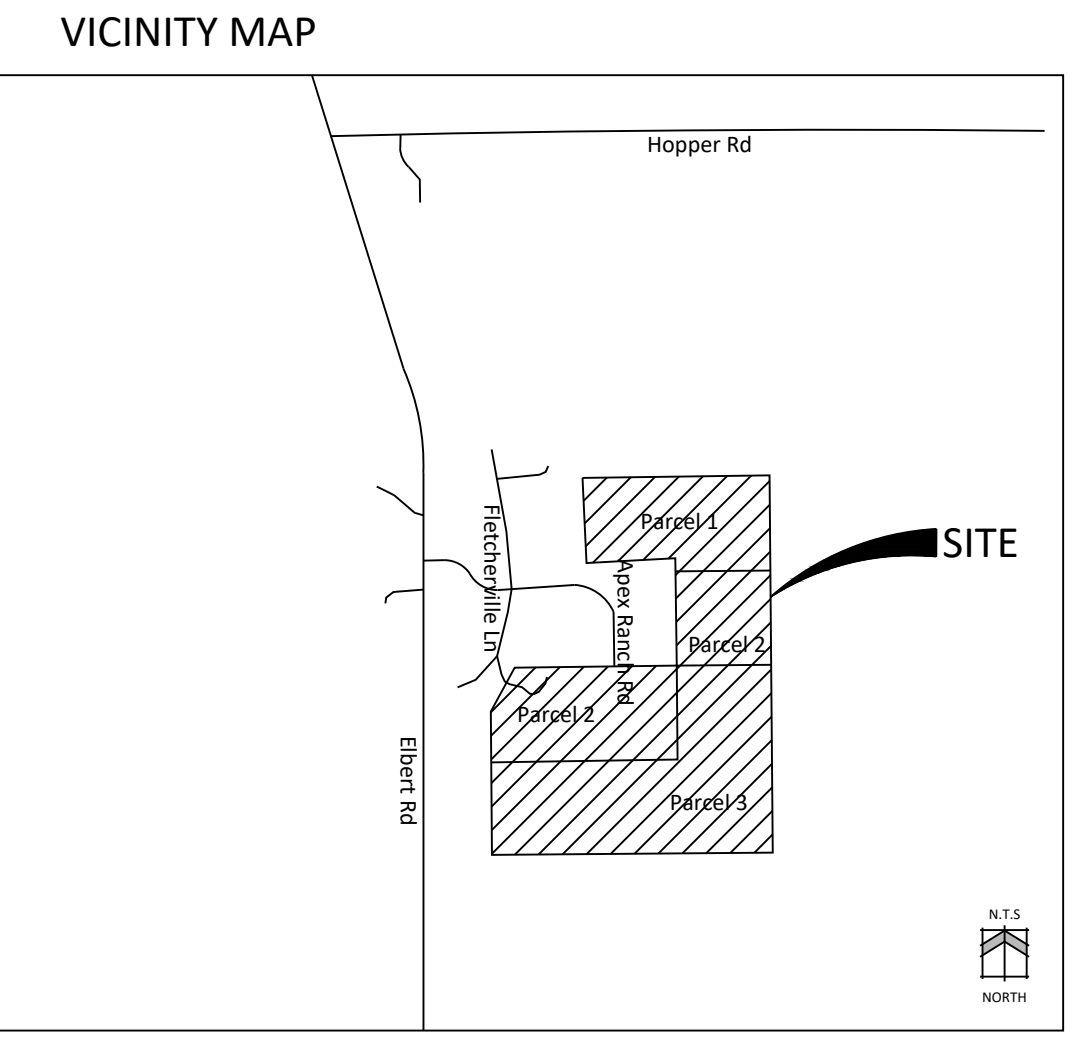 VICINITY MAP
Hopper Rd
Fletcherville Ln
Parcel 1
SITE
Apex Ranch Rd
Parcel 2
Parcel 2
Elbert Rd
Parcel 3
N.T.S
NORTH